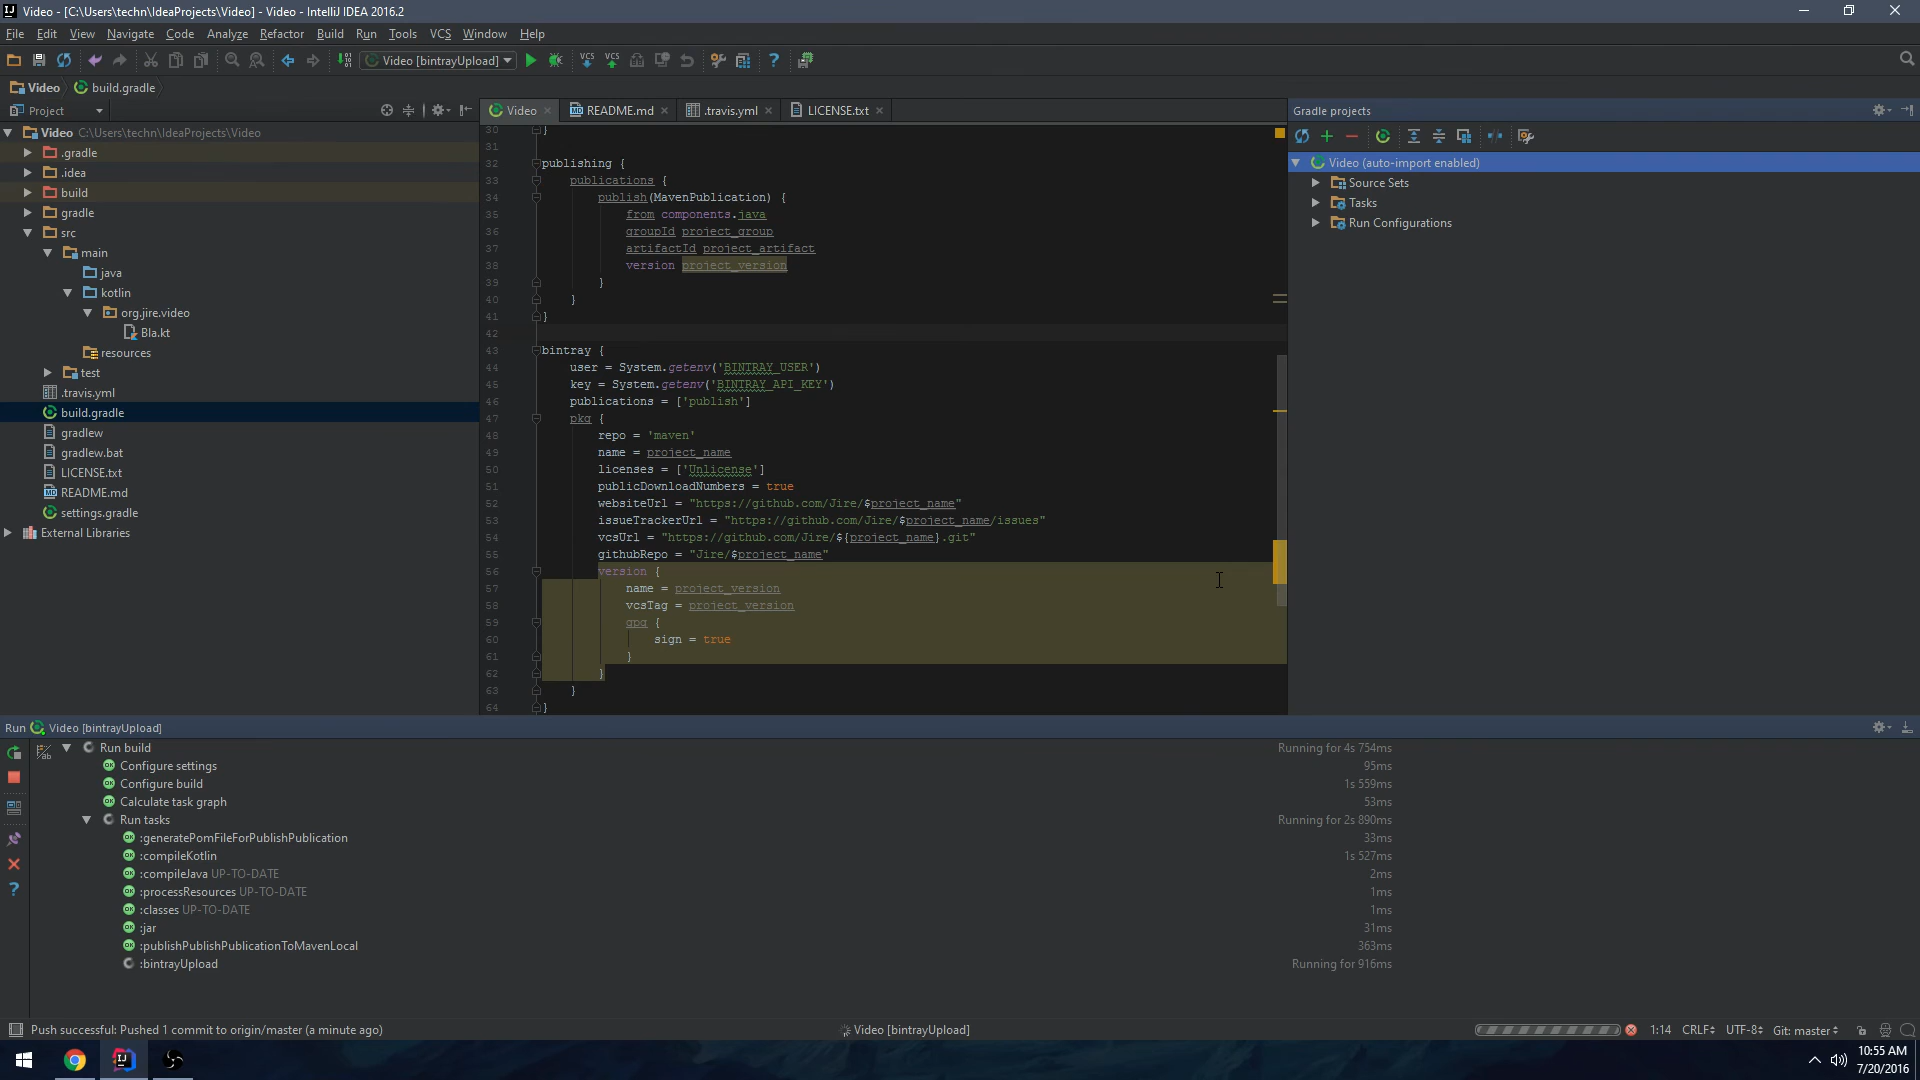 Video - [C:\Users\techn\IdeaProjects\Video] - Video - IntelliJ IDEA 2016.2
File Edit View Navigate Code Analyze Refactor Build Run Tools VCS Window Help
Video [bintrayUpload]
Video build.gradle
Project
Video C:\Users\techn\IdeaProjects\Video
.gradle
.idea
build
gradle
src
main
java
kotlin
org.jire.video
Bla.kt
resources
test
.travis.yml
build.gradle
gradlew
gradlew.bat
LICENSE.txt
README.md
settings.gradle
External Libraries
Video README.md .travis.yml LICENSE.txt
30 }
31
32 publishing {
33 publications {
34 publish(MavenPublication) {
35 from components.java
36 groupId project_group
37 artifactId project_artifact
38 version project_version
39 }
40 }
41 }
42
43 bintray {
44 user = System.getenv('BINTRAY_USER')
45 key = System.getenv('BINTRAY_API_KEY')
46 publications = ['publish']
47 pkg {
48 repo = 'maven'
49 name = project_name
50 licenses = ['Unlicense']
51 publicDownloadNumbers = true
52 websiteUrl = "https://github.com/Jire/$project_name"
53 issueTrackerUrl = "https://github.com/Jire/$project_name/issues"
54 vcsUrl = "https://github.com/Jire/${project_name}.git"
55 githubRepo = "Jire/$project_name"
56 version {
57 name = project_version
58 vcsTag = project_version
59 gpg {
60 sign = true
61 }
62 }
63 }
64 }
Gradle projects
Video (auto-import enabled)
Source Sets
Tasks
Run Configurations
Run Video [bintrayUpload]
Run build Running for 4s 754ms
Configure settings 95ms
Configure build 1s 559ms
Calculate task graph 53ms
Run tasks Running for 2s 890ms
:generatePomFileForPublishPublication 33ms
:compileKotlin 1s 527ms
:compileJava UP-TO-DATE 2ms
:processResources UP-TO-DATE 1ms
:classes UP-TO-DATE 1ms
:jar 31ms
:publishPublishPublicationToMavenLocal 363ms
:bintrayUpload Running for 916ms
Push successful: Pushed 1 commit to origin/master (a minute ago) Video [bintrayUpload] 1:14 CRLF UTF-8 Git: master
10:55 AM
7/20/2016